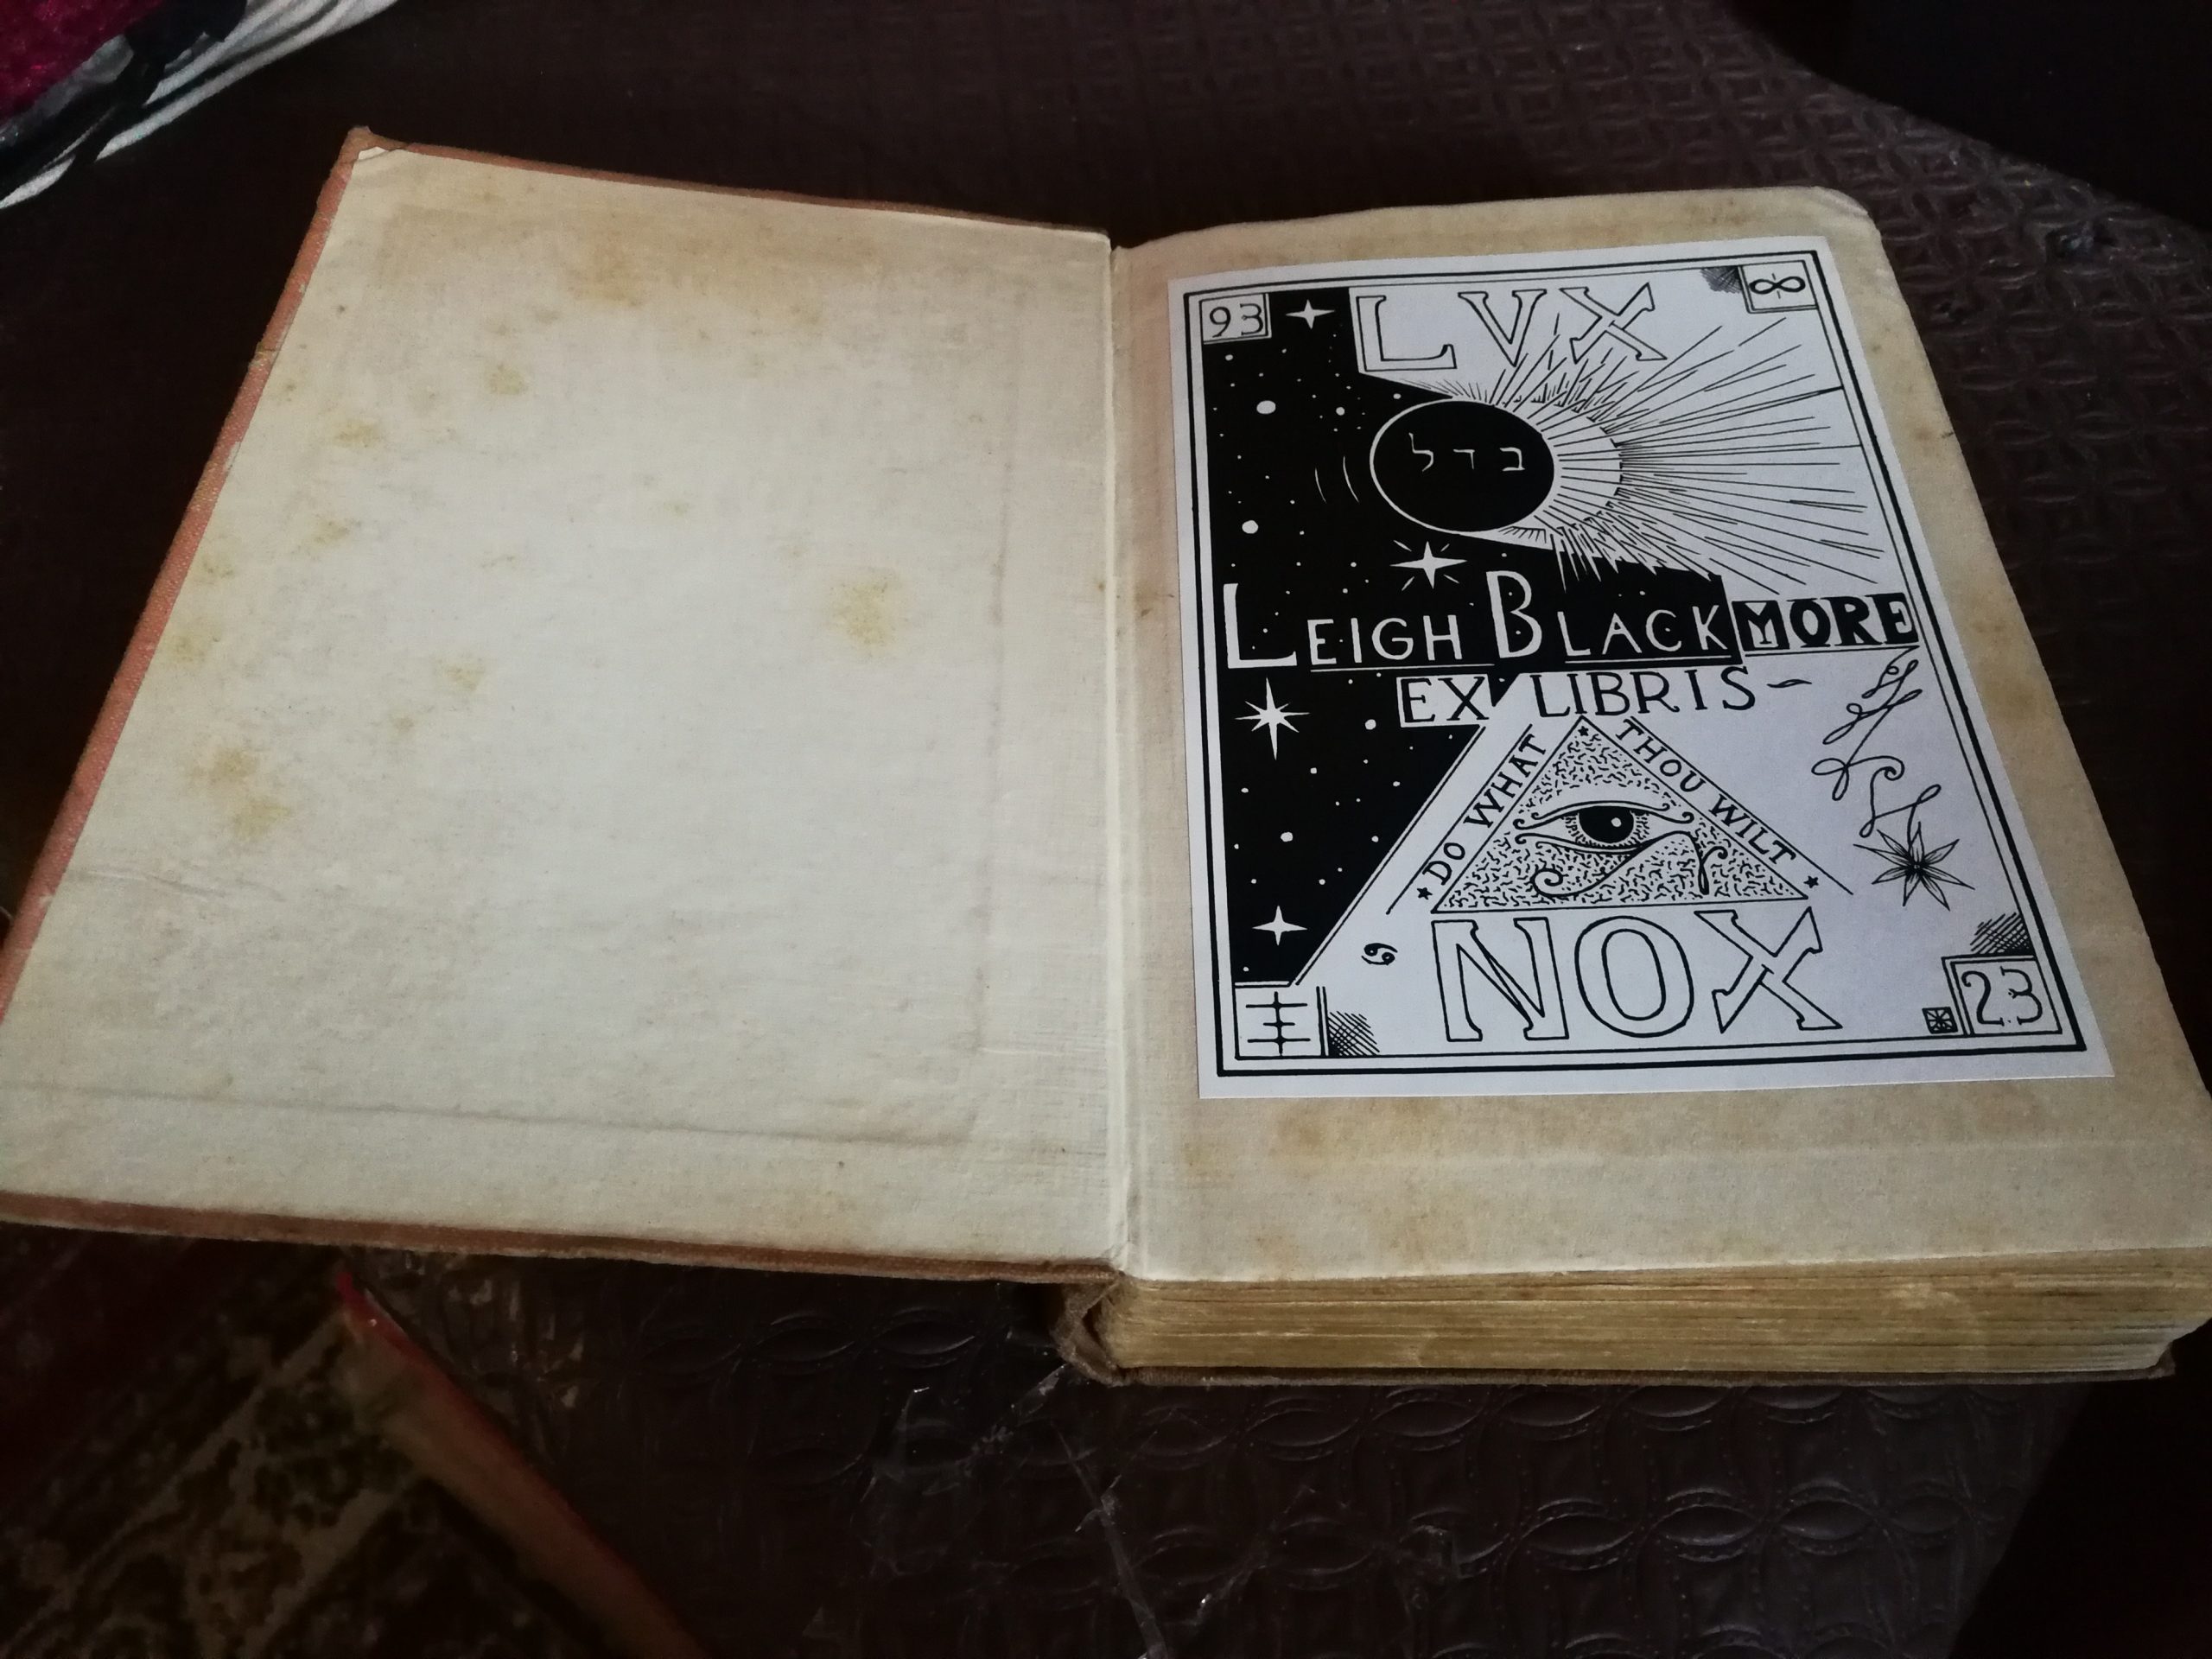 93
LVX
בדל
LEIGH BLACKMORE
EX LIBRIS~
DO WHAT THOU WILT
NOX
23